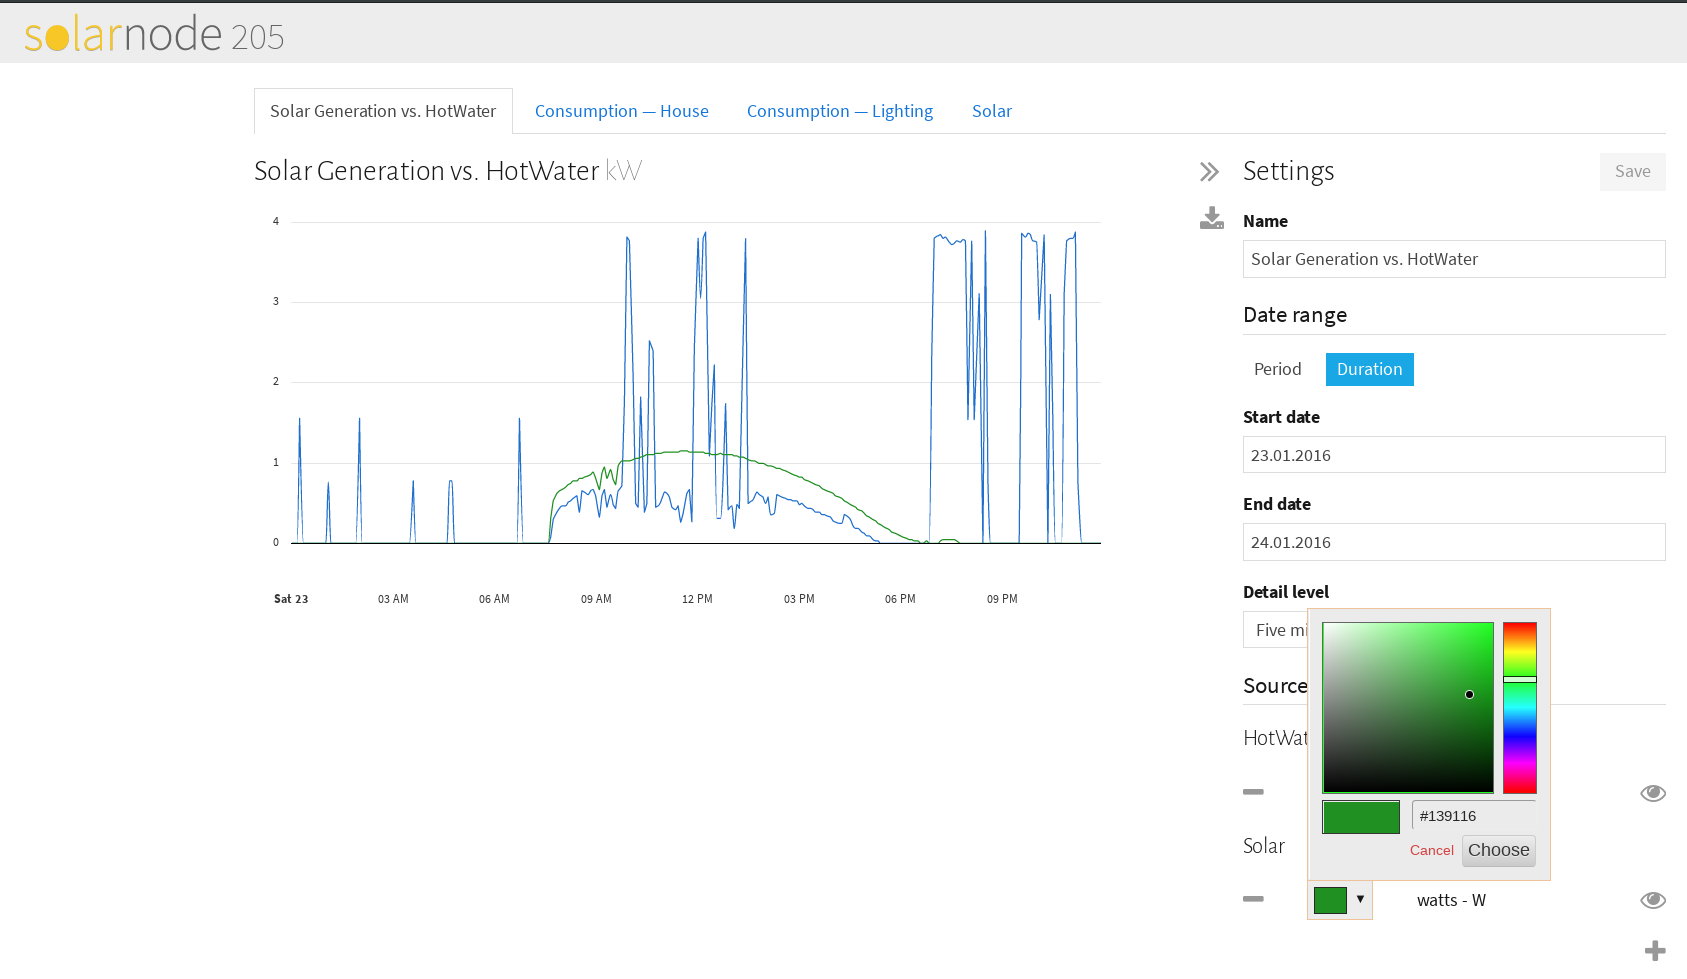 solarnode 205
Solar Generation vs. HotWater
Consumption — House
Consumption — Lighting
Solar
Solar Generation vs. HotWater kW
4
3
2
1
0
Sat 23
03 AM
06 AM
09 AM
12 PM
03 PM
06 PM
09 PM
Settings
Save
Name
Solar Generation vs. HotWater
Date range
Period
Duration
Start date
23.01.2016
End date
24.01.2016
Detail level
Five mi
Source
HotWat
#139116
Solar
Cancel
Choose
watts - W